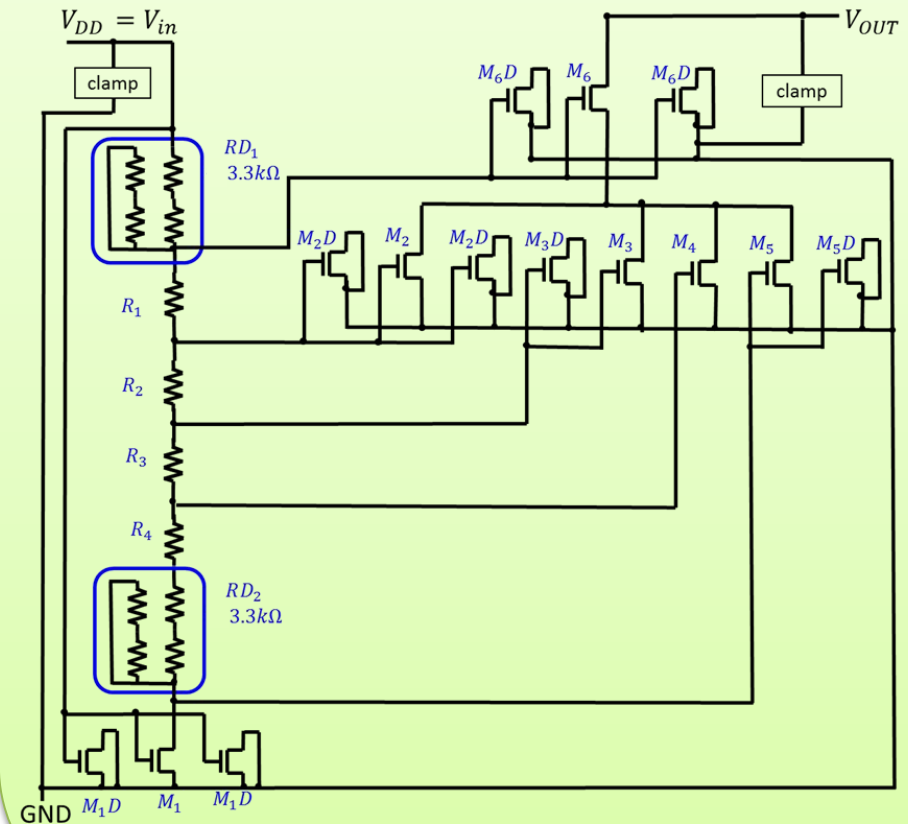 V_DD = V_in
V_OUT
clamp
M_6D
M_6
M_6D
clamp
RD_1
3.3kΩ
M_2D
M_2
M_2D
M_3D
M_3
M_4
M_5
M_5D
R_1
R_2
R_3
R_4
RD_2
3.3kΩ
GND
M_1D
M_1
M_1D